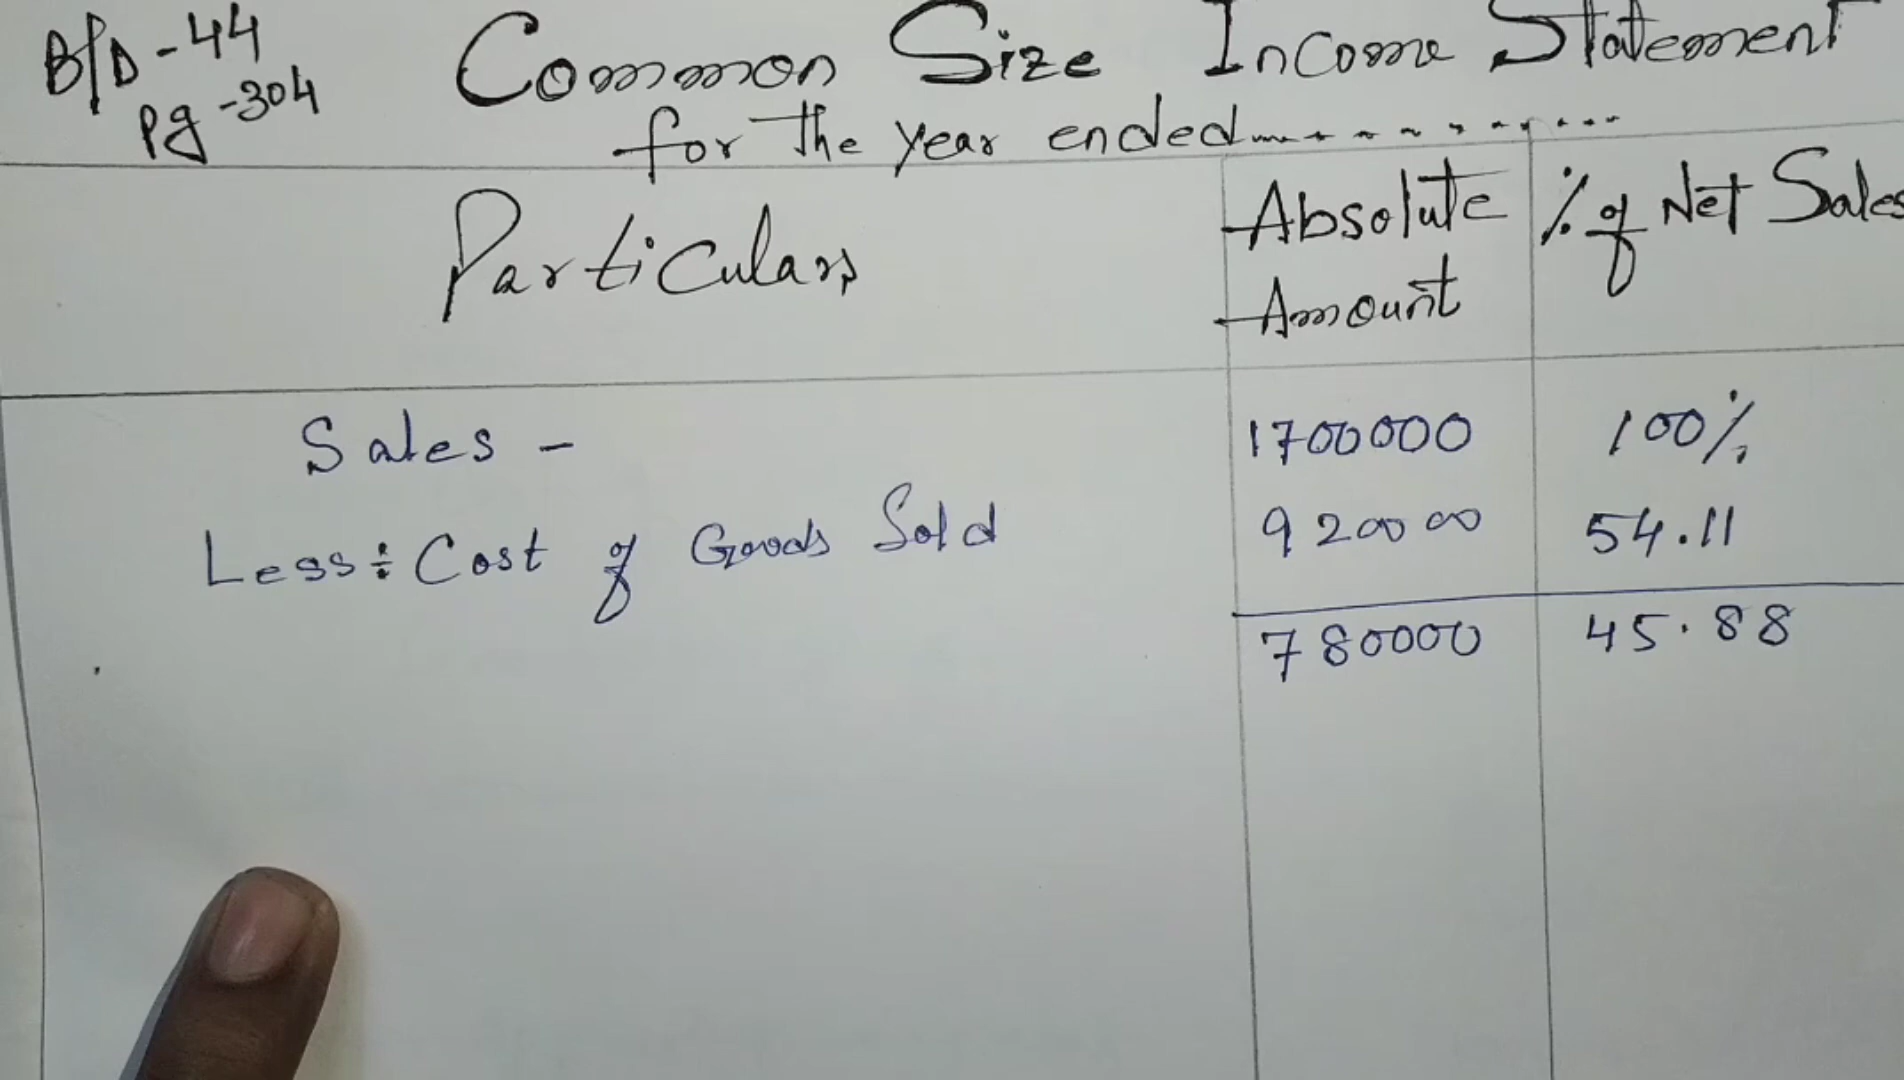 B/D-44
Pg-304
Common Size Income Statement
for the year ended...........
Particulars
Absolute Amount
% of Net Sales
Sales - 1700000 100%
Less: Cost of Goods Sold 920000 54.11
780000 45.88